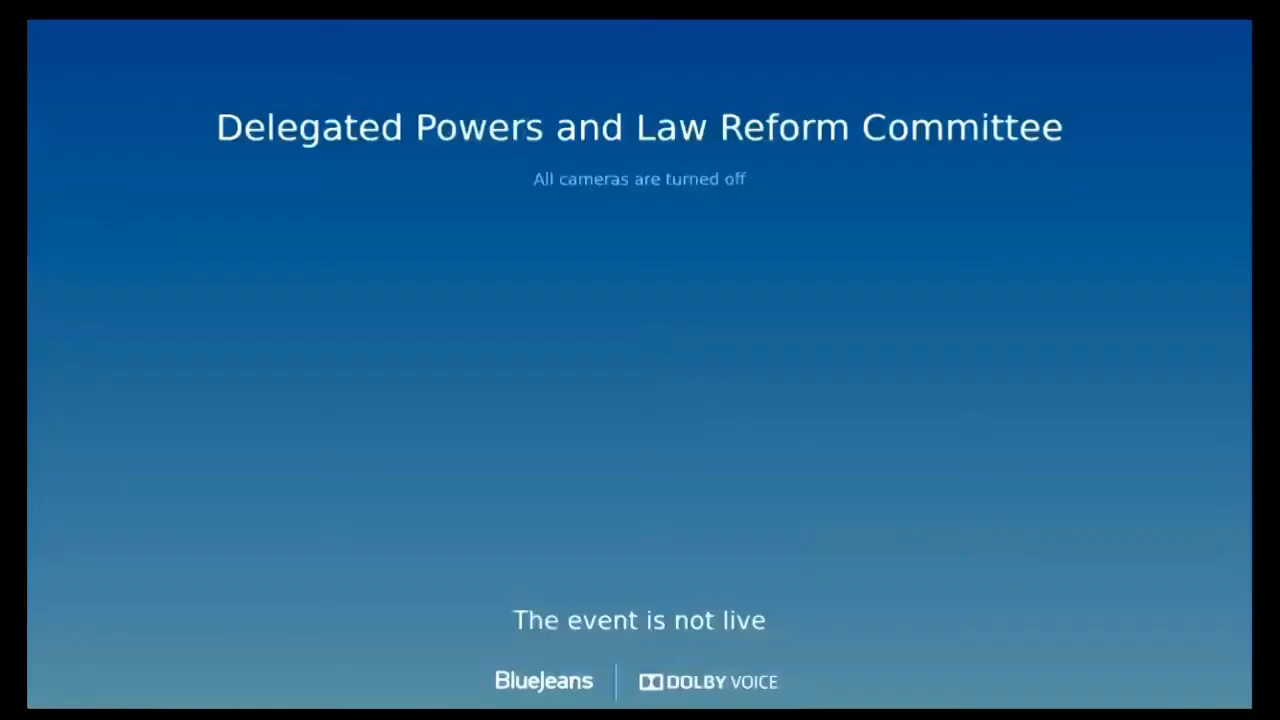 Delegated Powers and Law Reform Committee
All cameras are turned off
The event is not live
BlueJeans DOLBY VOICE